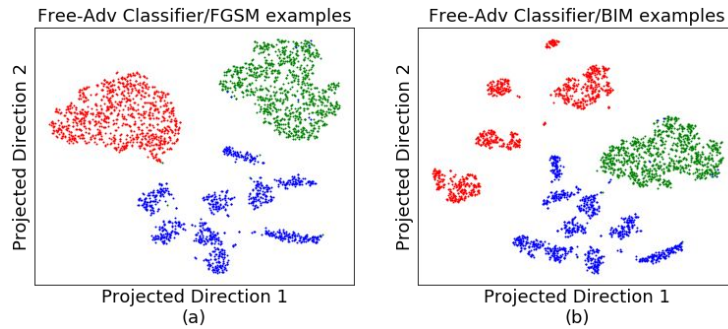 Free-Adv Classifier/FGSM examples
Projected Direction 2
Projected Direction 1
(a)
Free-Adv Classifier/BIM examples
Projected Direction 2
Projected Direction 1
(b)